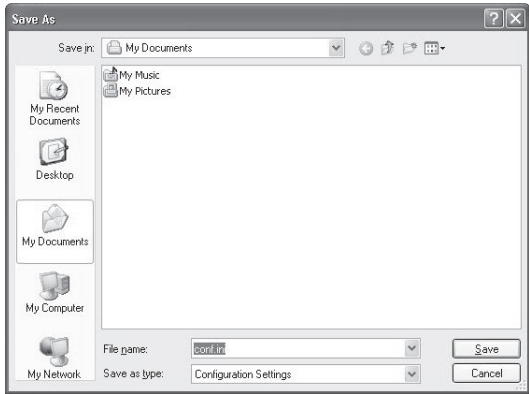 Save As
Save in:
My Documents
My Recent
Documents
Desktop
My Documents
My Computer
My Network
My Music
My Pictures
File name:
conf.ini
Save
Save as type:
Configuration Settings
Cancel